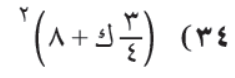 ٣٤) (٣/٤ ك + ٨)^٢